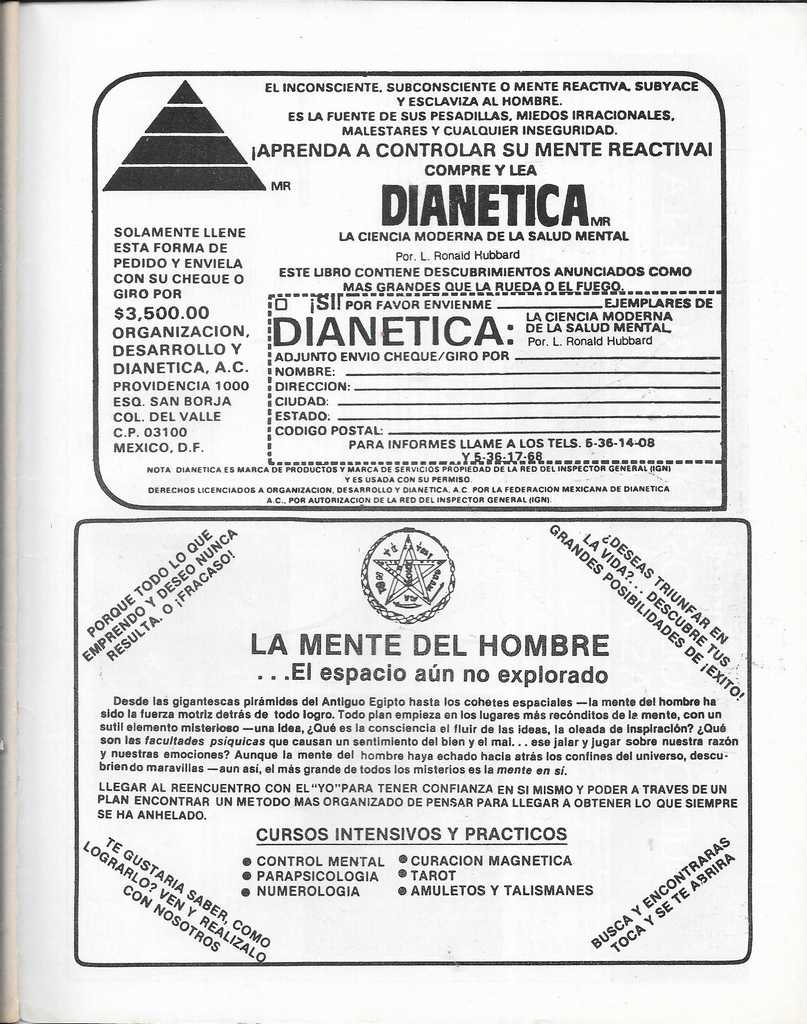 EL INCONSCIENTE, SUBCONSCIENTE O MENTE REACTIVA, SUBYACE
Y ESCLAVIZA AL HOMBRE.
ES LA FUENTE DE SUS PESADILLAS, MIEDOS IRRACIONALES,
MALESTARES Y CUALQUIER INSEGURIDAD.
¡APRENDA A CONTROLAR SU MENTE REACTIVA!
MR
COMPRE Y LEA
DIANETICA MR
LA CIENCIA MODERNA DE LA SALUD MENTAL
Por. L. Ronald Hubbard
ESTE LIBRO CONTIENE DESCUBRIMIENTOS ANUNCIADOS COMO
MAS GRANDES QUE LA RUEDA O EL FUEGO.
SOLAMENTE LLENE
ESTA FORMA DE
PEDIDO Y ENVIELA
CON SU CHEQUE O
GIRO POR
$3,500.00
ORGANIZACION,
DESARROLLO Y
DIANETICA, A.C.
PROVIDENCIA 1000
ESQ. SAN BORJA
COL. DEL VALLE
C.P. 03100
MEXICO, D.F.
¡SI! POR FAVOR ENVIENME EJEMPLARES DE
DIANETICA: LA CIENCIA MODERNA
DE LA SALUD MENTAL,
Por. L. Ronald Hubbard
ADJUNTO ENVIO CHEQUE/GIRO POR
NOMBRE:
DIRECCION:
CIUDAD:
ESTADO:
CODIGO POSTAL:
PARA INFORMES LLAME A LOS TELS. 5-36-14-08
Y 5-36-17-68
NOTA DIANETICA ES MARCA DE PRODUCTOS Y MARCA DE SERVICIOS PROPIEDAD DE LA RED DEL INSPECTOR GENERAL (IGN)
Y ES USADA CON SU PERMISO.
DERECHOS LICENCIADOS A ORGANIZACION, DESARROLLO Y DIANETICA, A.C. POR LA FEDERACION MEXICANA DE DIANETICA
A.C., POR AUTORIZACION DE LA RED DEL INSPECTOR GENERAL (IGN).
PORQUE TODO LO QUE
EMPRENDO Y DESEO NUNCA
RESULTA. O ¡FRACASO!
¿DESEAS TRIUNFAR EN
LA VIDA?... DESCUBRE TUS
GRANDES POSIBILIDADES DE ¡EXITO!
LA MENTE DEL HOMBRE
...El espacio aún no explorado
Desde las gigantescas pirámides del Antiguo Egipto hasta los cohetes espaciales —la mente del hombre ha
sido la fuerza motriz detrás de todo logro. Todo plan empieza en los lugares más recónditos de la mente, con un
sutil elemento misterioso —una idea, ¿Qué es la consciencia el fluir de las ideas, la oleada de inspiración? ¿Qué
son las facultades psíquicas que causan un sentimiento del bien y el mal... ese jalar y jugar sobre nuestra razón
y nuestras emociones? Aunque la mente del hombre haya echado hacia atrás los confines del universo, descu-
briendo maravillas —aun así, el más grande de todos los misterios es la mente en sí.
LLEGAR AL REENCUENTRO CON EL "YO" PARA TENER CONFIANZA EN SI MISMO Y PODER A TRAVES DE UN
PLAN ENCONTRAR UN METODO MAS ORGANIZADO DE PENSAR PARA LLEGAR A OBTENER LO QUE SIEMPRE
SE HA ANHELADO.
CURSOS INTENSIVOS Y PRACTICOS
CONTROL MENTAL
PARAPSICOLOGIA
NUMEROLOGIA
CURACION MAGNETICA
TAROT
AMULETOS Y TALISMANES
TE GUSTARIA SABER, COMO
LOGRARLO? VEN Y REALIZALO
CON NOSOTROS
BUSCA Y ENCONTRARAS
TOCA Y SE TE ABRIRA